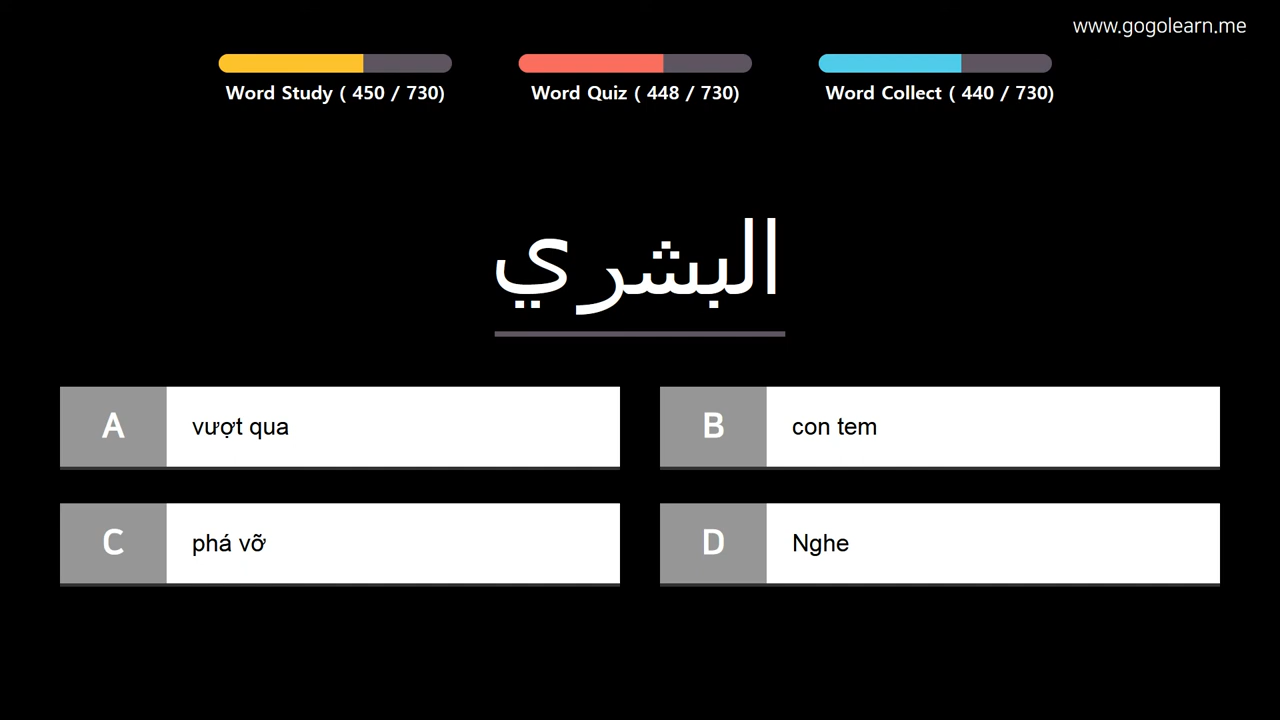 www.gogolearn.me
Word Study ( 450 / 730)
Word Quiz ( 448 / 730)
Word Collect ( 440 / 730)
البشري
A vượt qua
B con tem
C phá vỡ
D Nghe